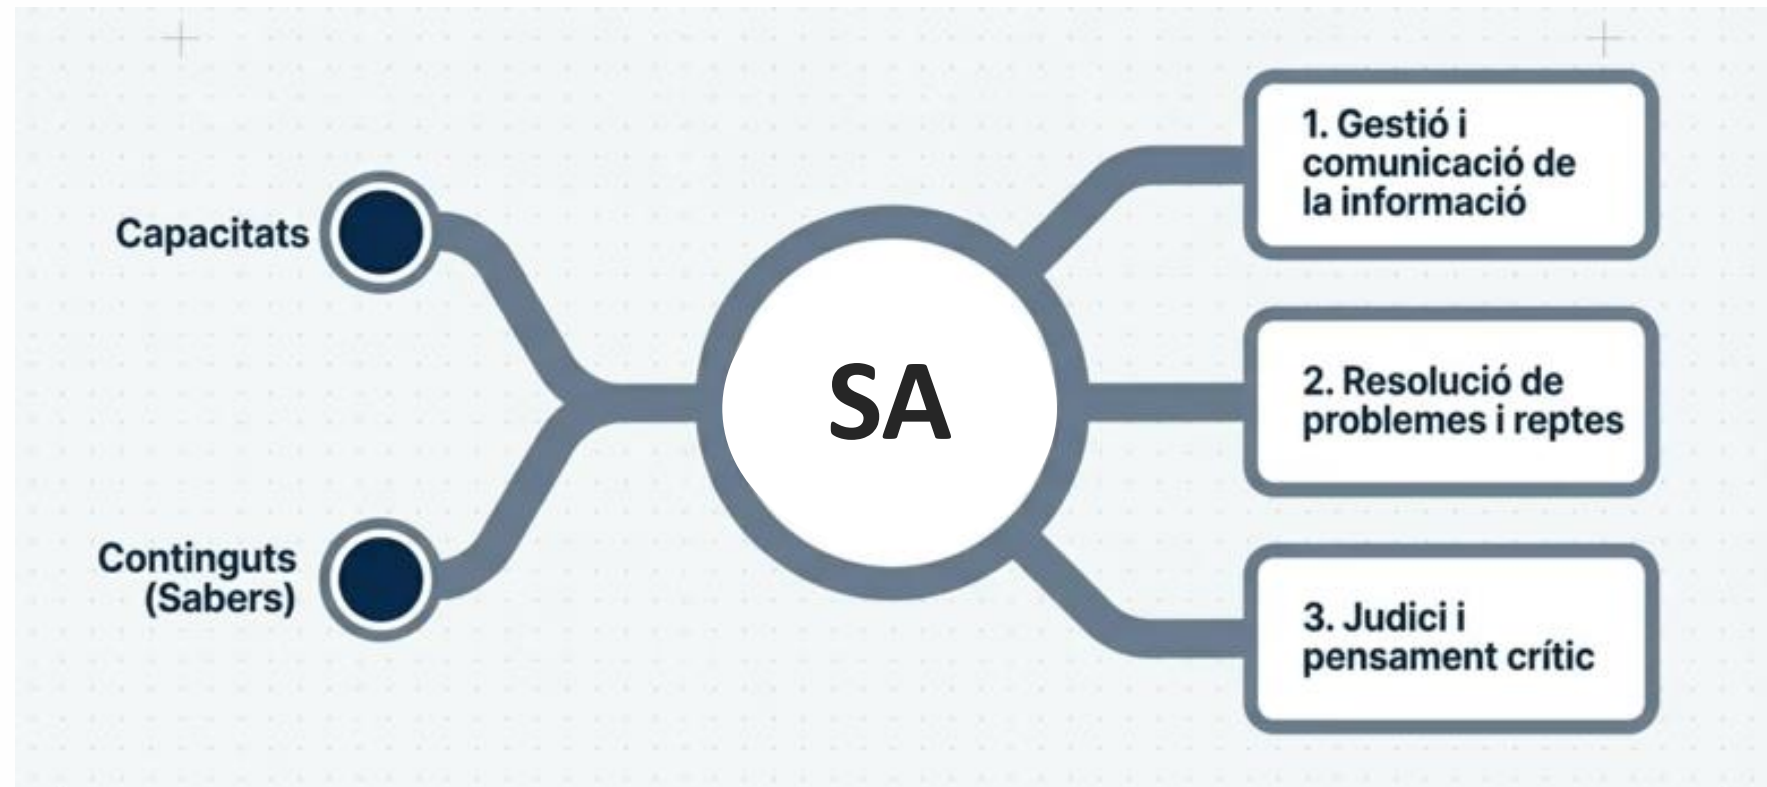 Capacitats
Continguts
(Sabers)
SA
1. Gestió i
comunicació de
la informació
2. Resolució de
problemes i reptes
3. Judici i
pensament crític